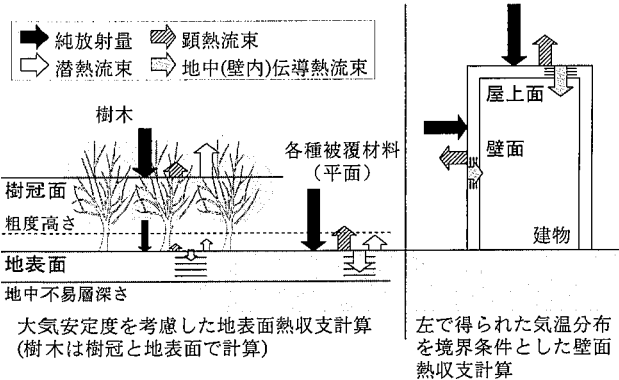 純放射量
顕熱流束
潜熱流束
地中(壁内)伝導熱流束
樹木
各種被覆材料
(平面)
樹冠面
粗度高さ
地表面
地中不易層深さ
屋上面
壁面
建物
大気安定度を考慮した地表面熱収支計算
(樹木は樹冠と地表面で計算)
左で得られた気温分布
を境界条件とした壁面
熱収支計算